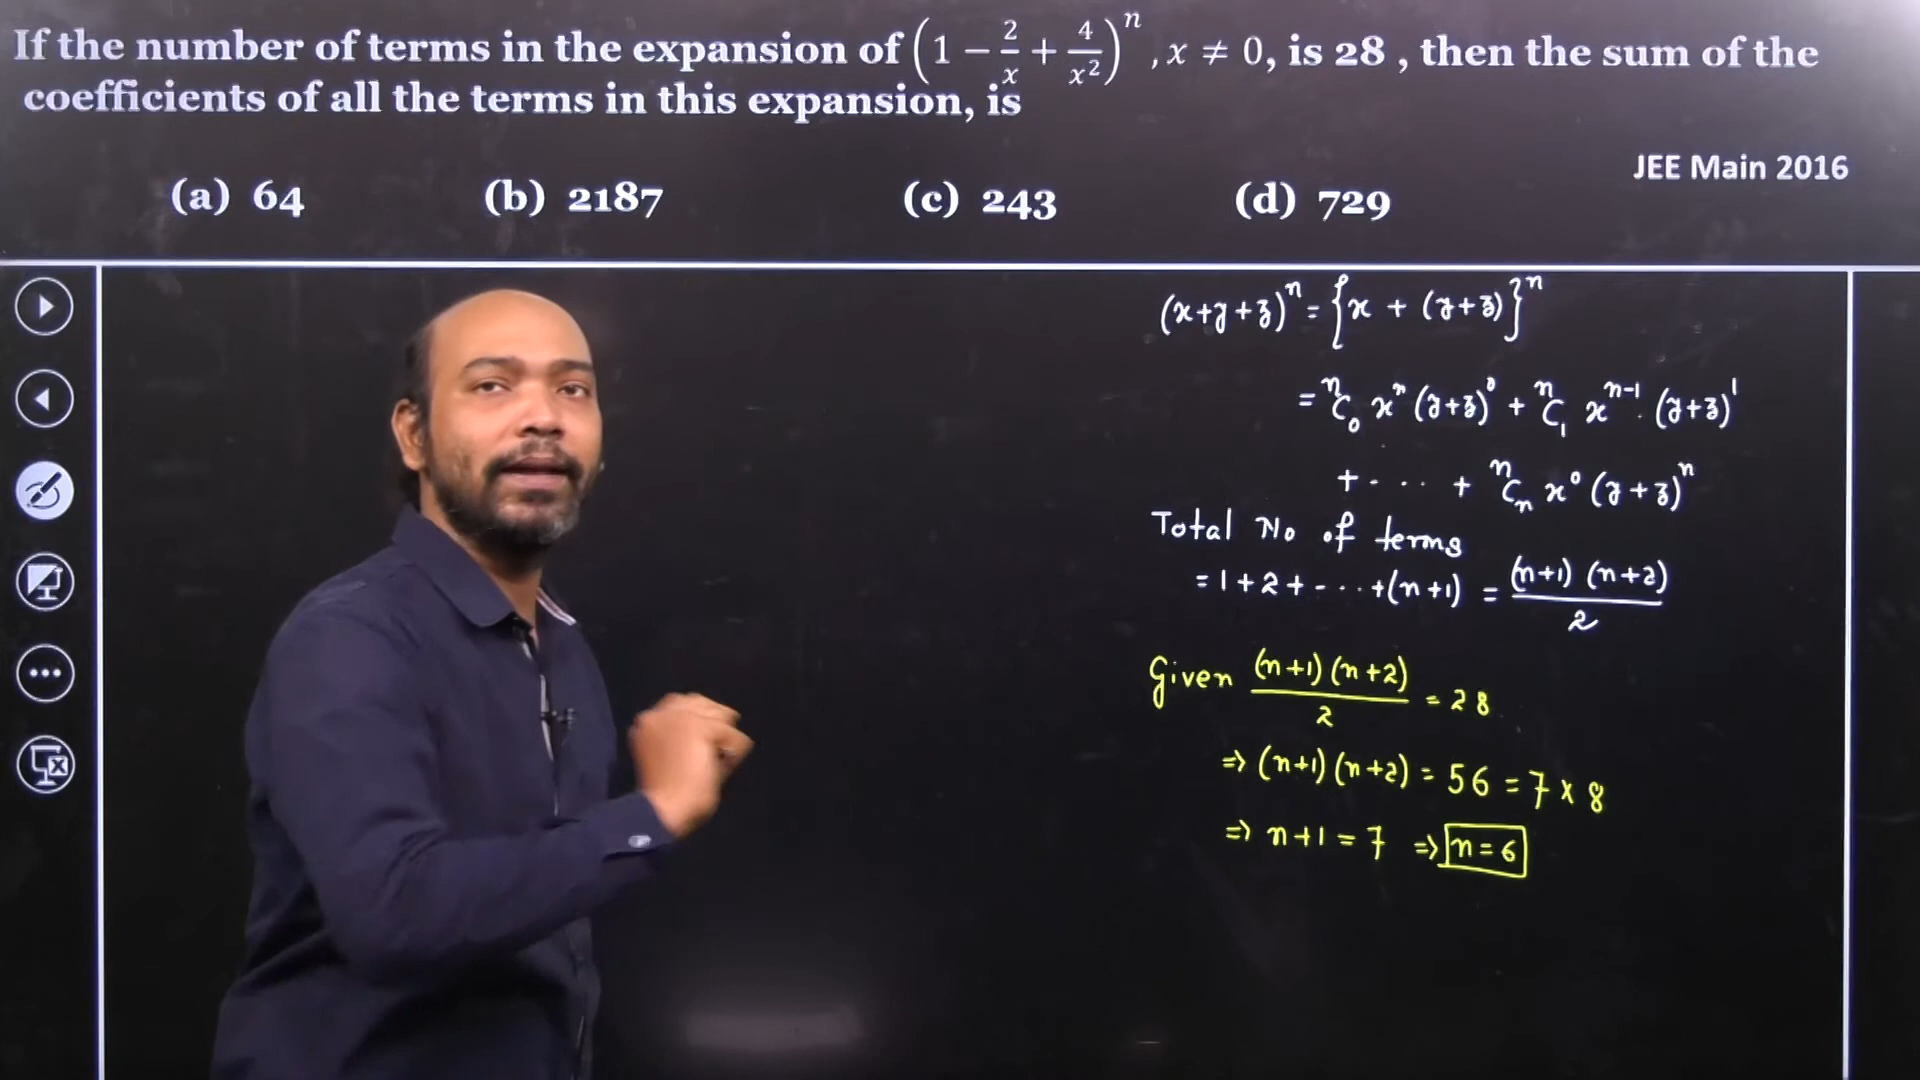 If the number of terms in the expansion of (1 − 2/x + 4/x²)ⁿ, x ≠ 0, is 28 , then the sum of the
coefficients of all the terms in this expansion, is
JEE Main 2016
(a) 64 (b) 2187 (c) 243 (d) 729
(x+y+z)ⁿ = {x + (y+z)}ⁿ
= ⁿC₀ xⁿ (y+z)⁰ + ⁿC₁ xⁿ⁻¹ · (y+z)¹
+ · · · + ⁿCₙ x⁰ (y+z)ⁿ
Total No of terms
= 1 + 2 + - · · · + (n+1) = (n+1) (n+2)/2
Given (n+1) (n+2)/2 = 28
⇒ (n+1) (n+2) = 56 = 7 × 8
⇒ n+1 = 7 ⇒ n = 6